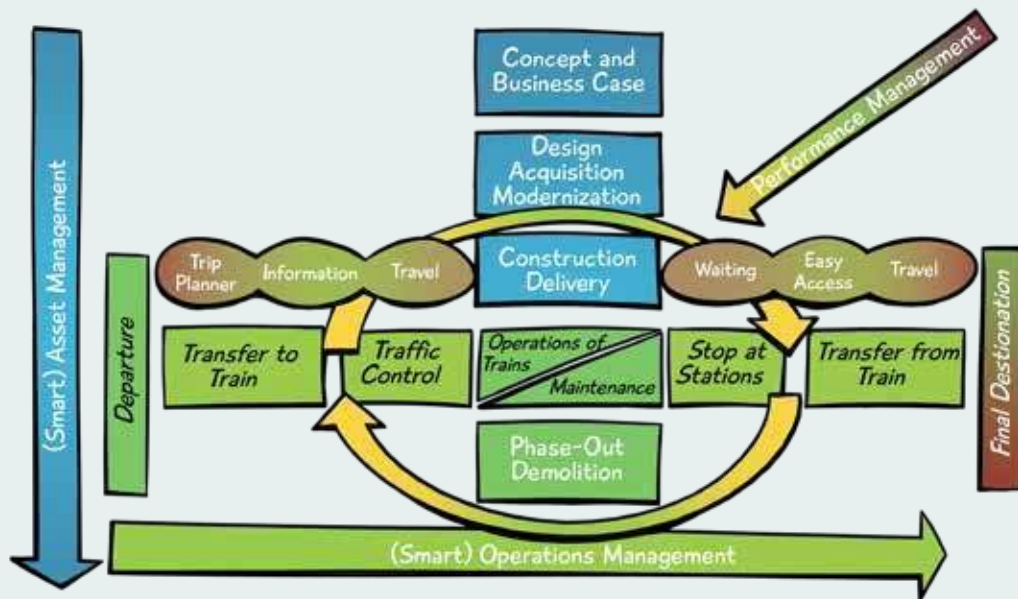 Concept and
Business Case
Performance Management
(Smart) Asset Management
Design
Acquisition
Modernization
Trip
Planner
Information
Travel
Construction
Delivery
Waiting
Easy
Access
Travel
Departure
Transfer to
Train
Traffic
Control
Operations of
Trains
Maintenance
Stop at
Stations
Transfer from
Train
Final Destionation
Phase-Out
Demolition
(Smart) Operations Management